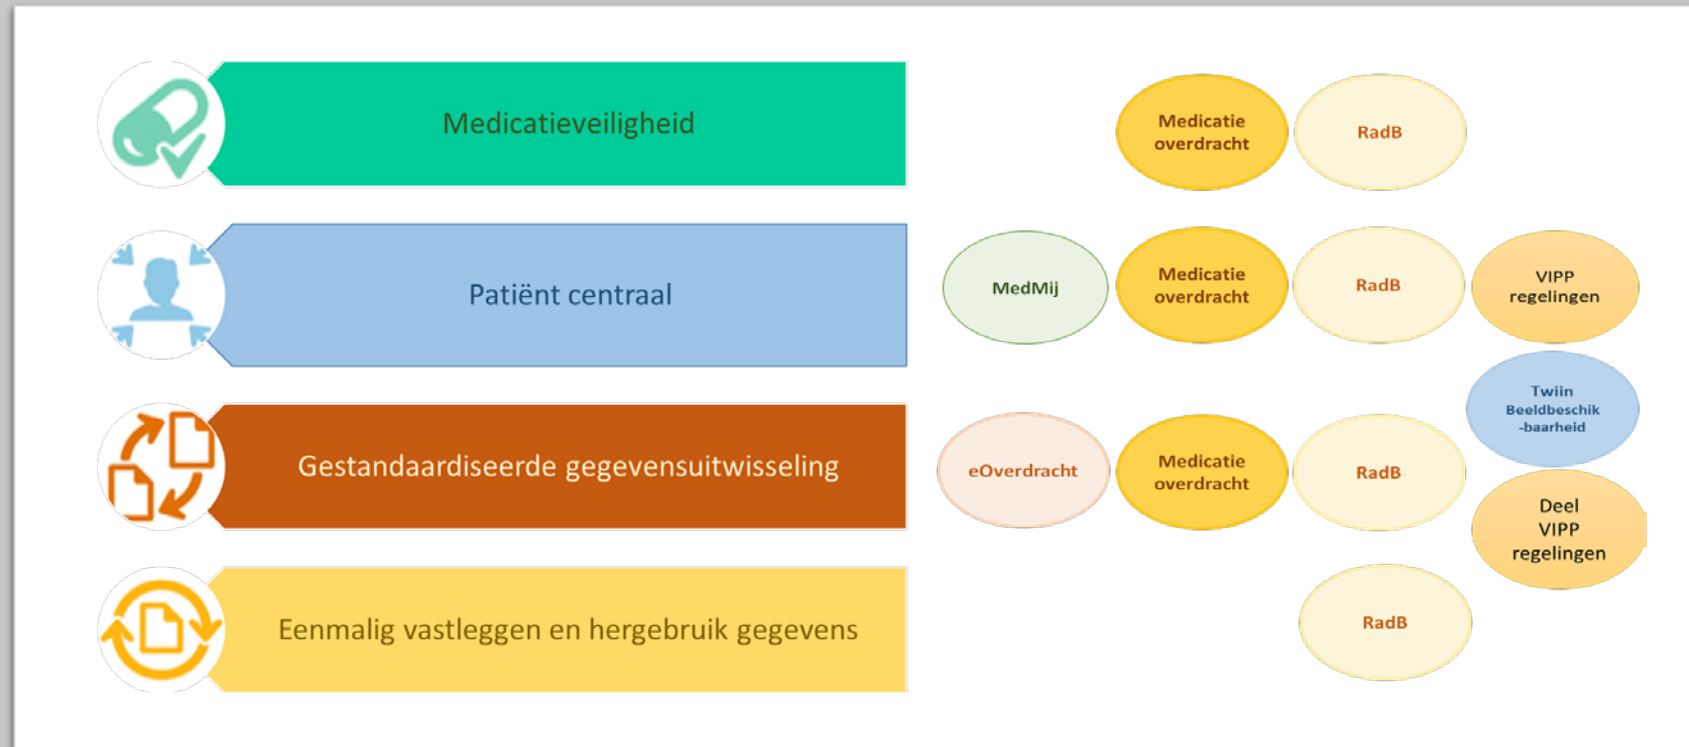 Medicatieveiligheid
Medicatie
overdracht
RadB
Patiënt centraal
MedMij
Medicatie
overdracht
RadB
VIPP
regelingen
Twiin
Beeldbeschik
-baarheid
Gestandaardiseerde gegevensuitwisseling
eOverdracht
Medicatie
overdracht
RadB
Deel
VIPP
regelingen
Eenmalig vastleggen en hergebruik gegevens
RadB